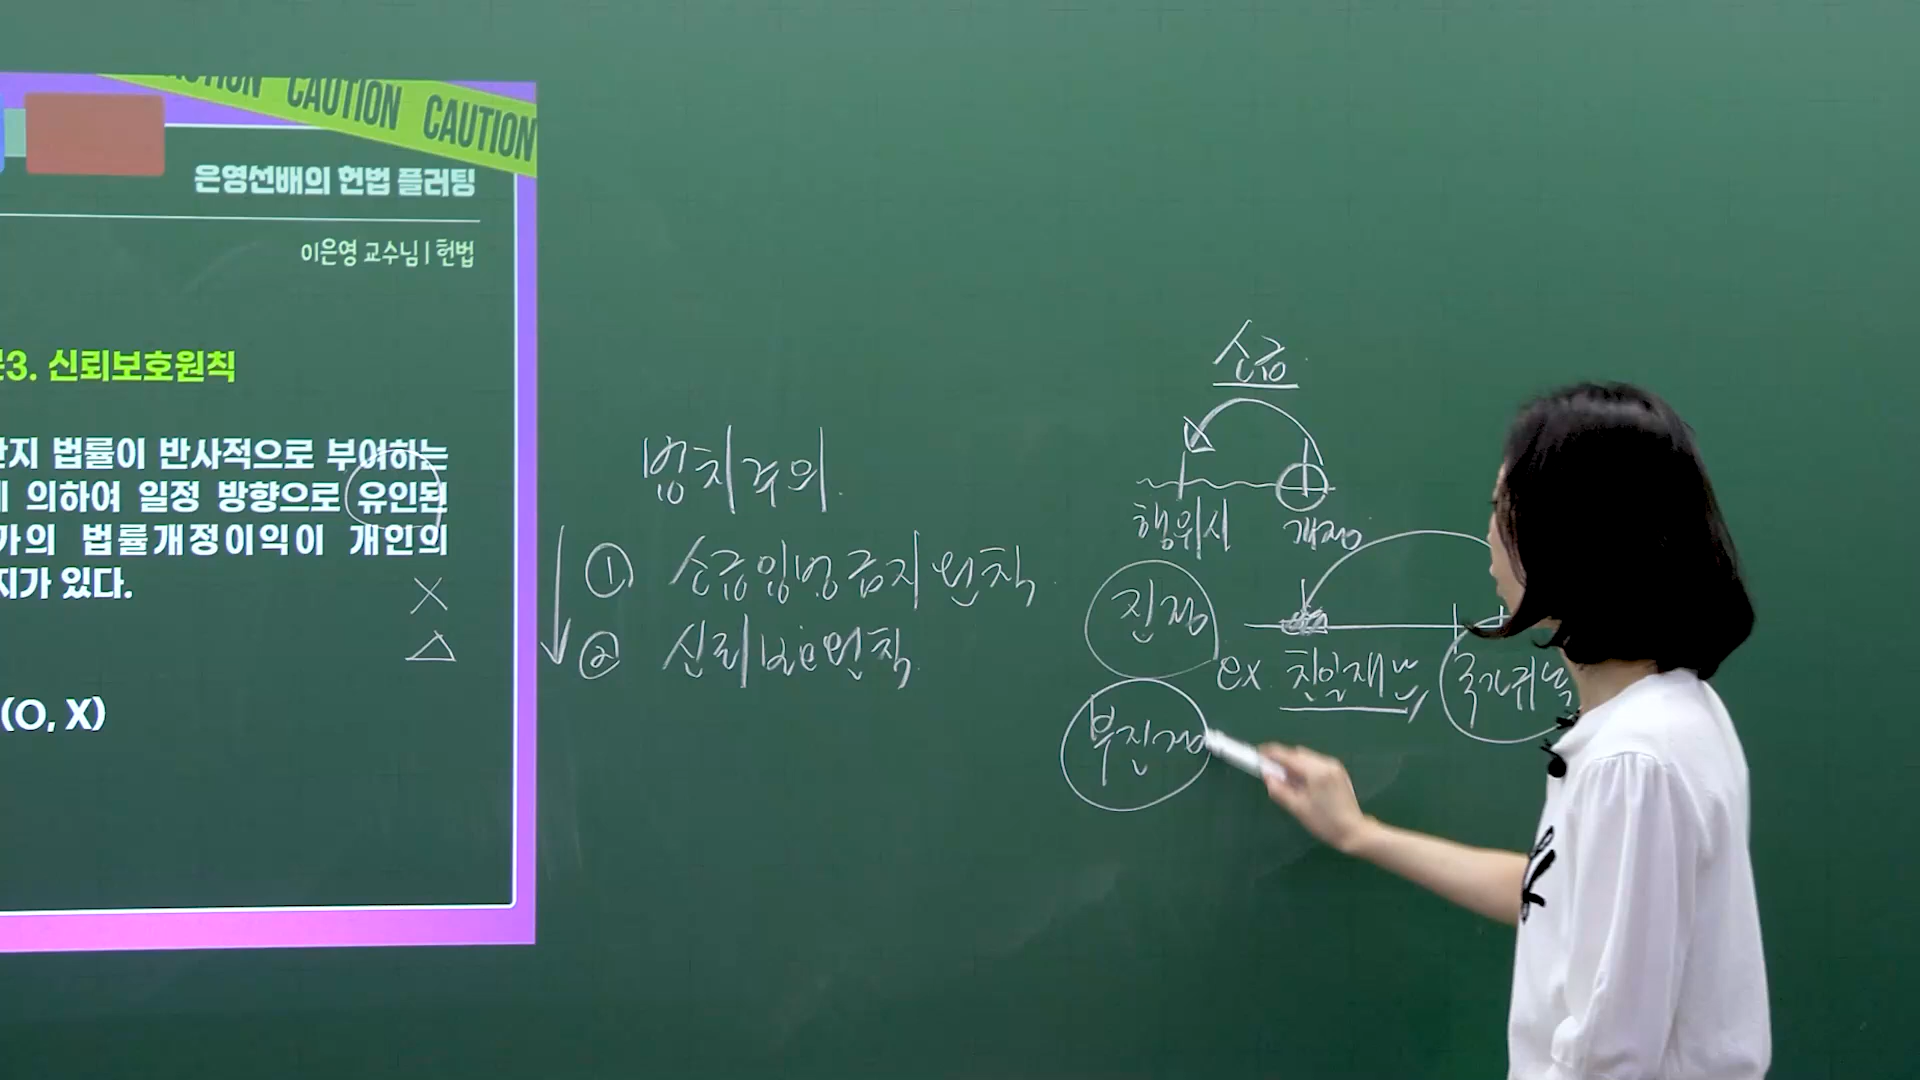 CAUTION CAUTION
은영선배의 헌법 플러팅
이은영 교수님 | 헌법
3. 신뢰보호원칙
단지 법률이 반사적으로 부여하는
의하여 일정 방향으로 유인된
가의 법률개정이익이 개인의
지가 있다.
X
△
(O, X)
법치주의.
① 소급입법금지원칙.
② 신뢰보호원칙.
소급.
행위시 개정
진정
ex. 친일재산, 국가귀속
부진정